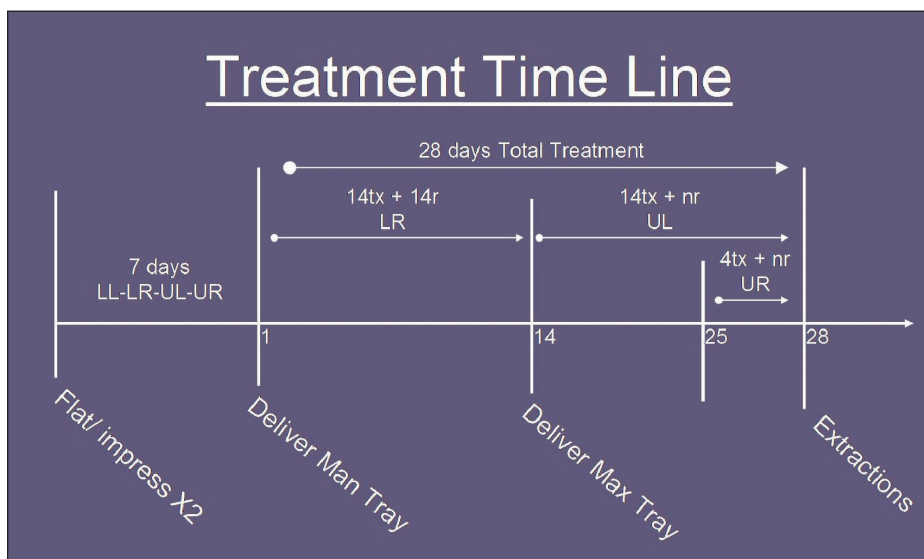 Treatment Time Line
28 days Total Treatment
14tx + 14r
LR
14tx + nr
UL
4tx + nr
UR
7 days
LL-LR-UL-UR
1
14
25
28
Flat/ impress X2
Deliver Man Tray
Deliver Max Tray
Extractions